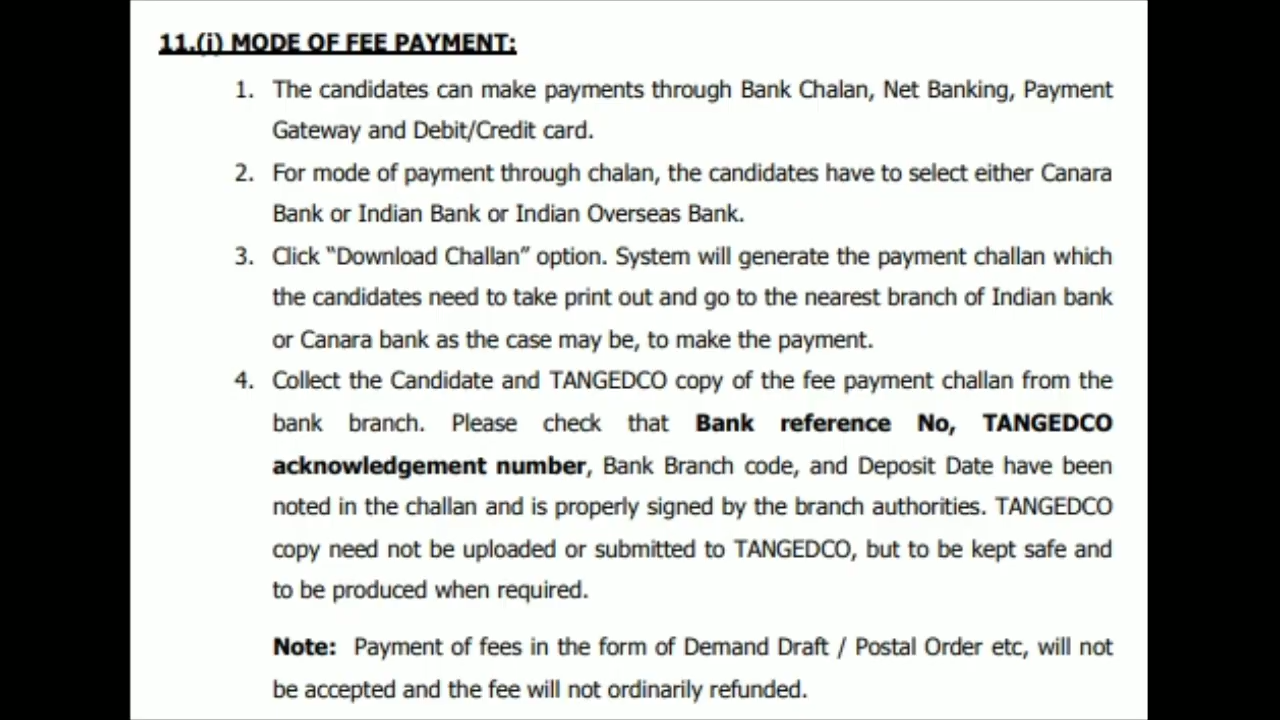 11.(i) MODE OF FEE PAYMENT:
1. The candidates can make payments through Bank Chalan, Net Banking, Payment
Gateway and Debit/Credit card.
2. For mode of payment through chalan, the candidates have to select either Canara
Bank or Indian Bank or Indian Overseas Bank.
3. Click “Download Challan” option. System will generate the payment challan which
the candidates need to take print out and go to the nearest branch of Indian bank
or Canara bank as the case may be, to make the payment.
4. Collect the Candidate and TANGEDCO copy of the fee payment challan from the
bank branch. Please check that Bank reference No, TANGEDCO
acknowledgement number, Bank Branch code, and Deposit Date have been
noted in the challan and is properly signed by the branch authorities. TANGEDCO
copy need not be uploaded or submitted to TANGEDCO, but to be kept safe and
to be produced when required.
Note: Payment of fees in the form of Demand Draft / Postal Order etc, will not
be accepted and the fee will not ordinarily refunded.